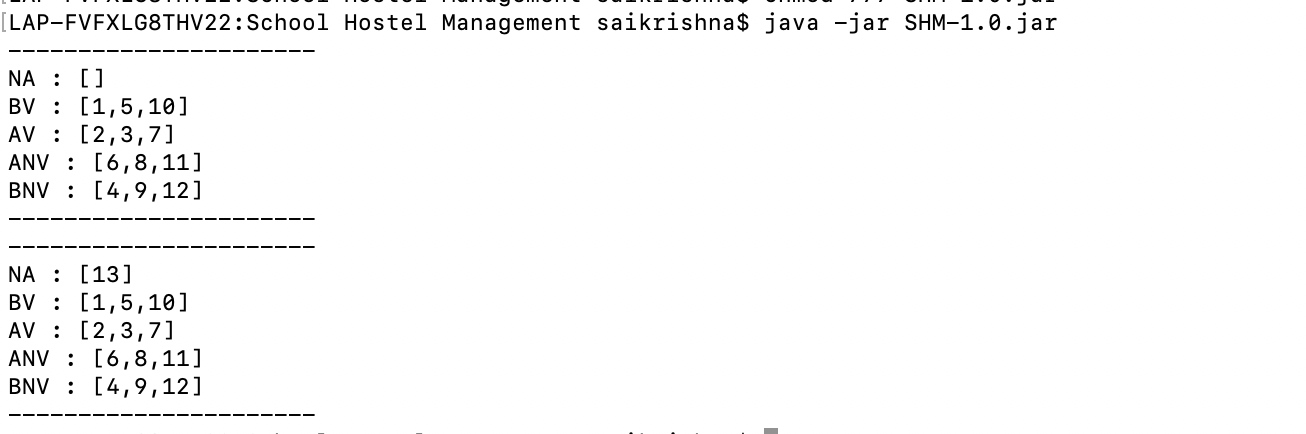 [LAP-FVFXLG8THV22:School Hostel Management saikrishna$ java -jar SHM-1.0.jar
----------------------
NA : []
BV : [1,5,10]
AV : [2,3,7]
ANV : [6,8,11]
BNV : [4,9,12]
----------------------
----------------------
NA : [13]
BV : [1,5,10]
AV : [2,3,7]
ANV : [6,8,11]
BNV : [4,9,12]
----------------------